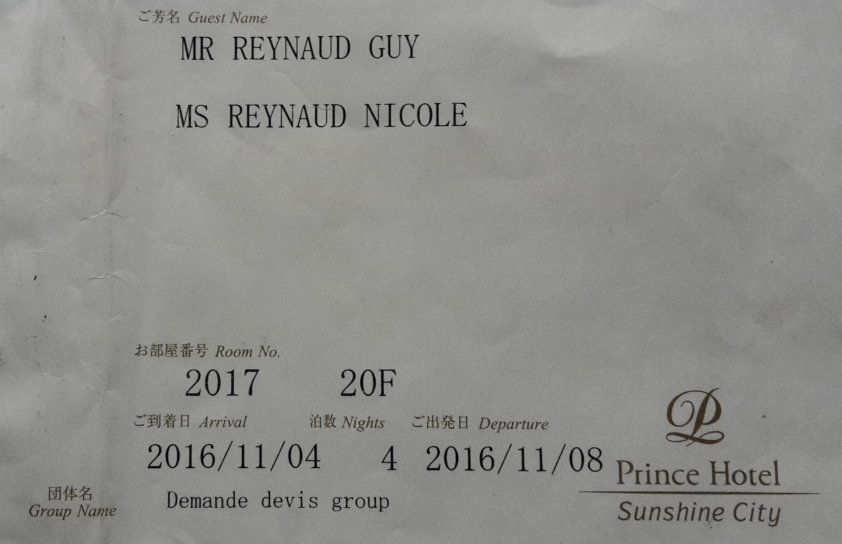 ご芳名 Guest Name
MR REYNAUD GUY
MS REYNAUD NICOLE
お部屋番号 Room No.
2017 20F
ご到着日 Arrival 泊数 Nights ご出発日 Departure
2016/11/04 4 2016/11/08
団体名
Group Name
Demande devis group
P
Prince Hotel
Sunshine City